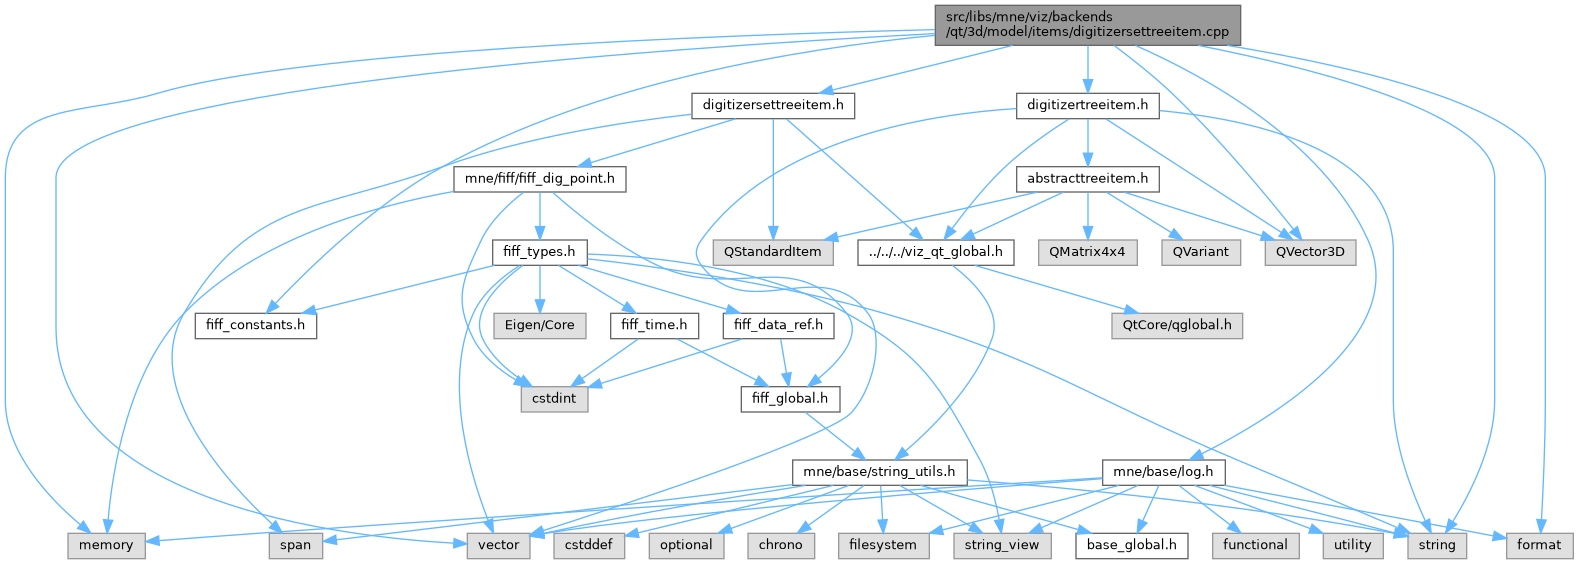 src/libs/mne/viz/backends
/qt/3d/model/items/digitizersettreeitem.cpp
digitizersettreeitem.h
digitizertreeitem.h
mne/fiff/fiff_dig_point.h
abstracttreeitem.h
fiff_types.h
QStandardItem
../../../viz_qt_global.h
QMatrix4x4
QVariant
QVector3D
fiff_constants.h
Eigen/Core
fiff_time.h
fiff_data_ref.h
QtCore/qglobal.h
cstdint
fiff_global.h
mne/base/string_utils.h
mne/base/log.h
memory
span
vector
cstddef
optional
chrono
filesystem
string_view
base_global.h
functional
utility
string
format